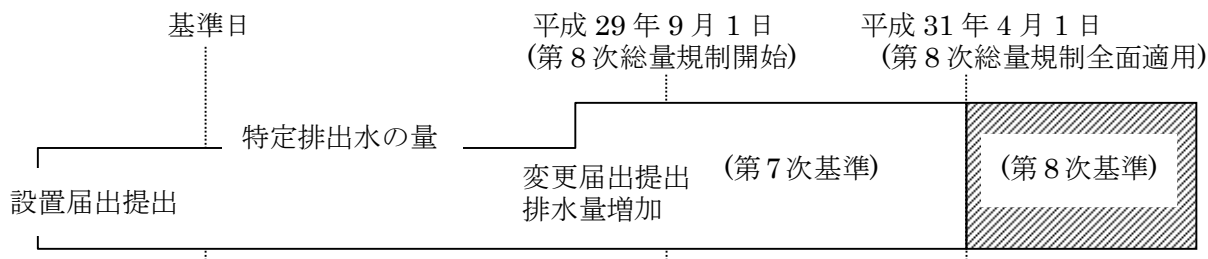 基準日
平成 29 年 9 月 1 日
(第 8 次総量規制開始)
平成 31 年 4 月 1 日
(第 8 次総量規制全面適用)
特定排出水の量
設置届出提出
変更届出提出
排水量増加
(第 7 次基準)
(第 8 次基準)